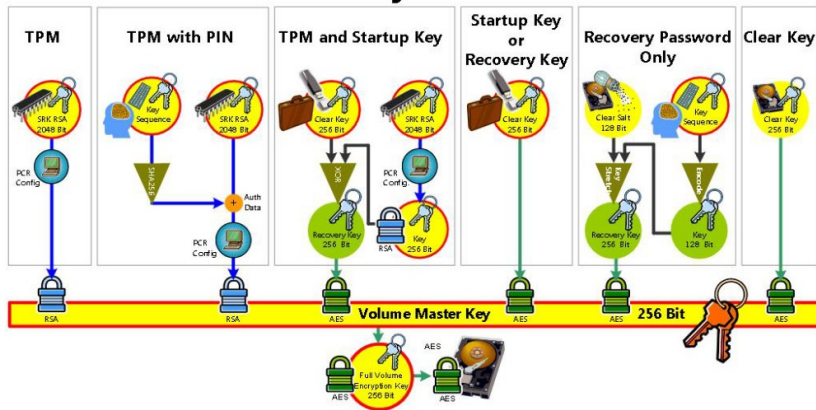 TPM
TPM with PIN
TPM and Startup Key
Startup Key
or
Recovery Key
Recovery Password
Only
Clear Key
SRK RSA
2048 Bit
PCR
Config
RSA
Key
Sequence
SHA256
SRK RSA
2048 Bit
Auth
Data
PCR
Config
RSA
Clear Key
256 Bit
XOR
Recovery Key
256 Bit
SRK RSA
2048 Bit
PCR
Config.
Key
256 Bit
RSA
AES
Clear Key
256 Bit
AES
Clear Salt
128 Bit
Key
Recovery Key
256 Bit
Key
Sequence
Encode
Key
128 Bit
AES
Clear Key
256 Bit
AES
Volume Master Key
256 Bit
Full Volume
Encryption Key
256 Bit
AES
AES
AES